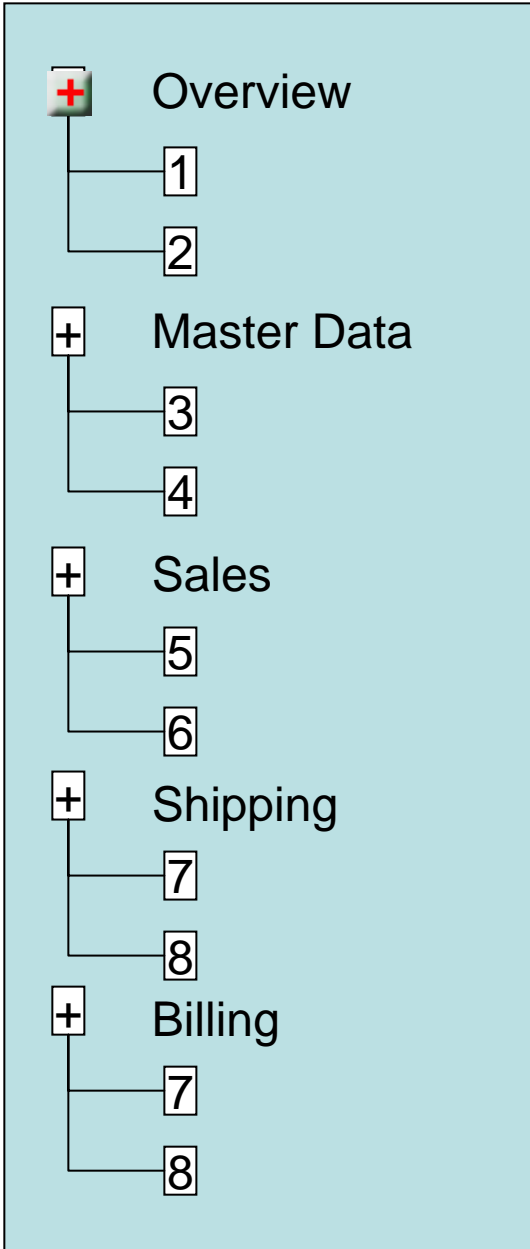 + Overview
1
2
+ Master Data
3
4
+ Sales
5
6
+ Shipping
7
8
+ Billing
7
8